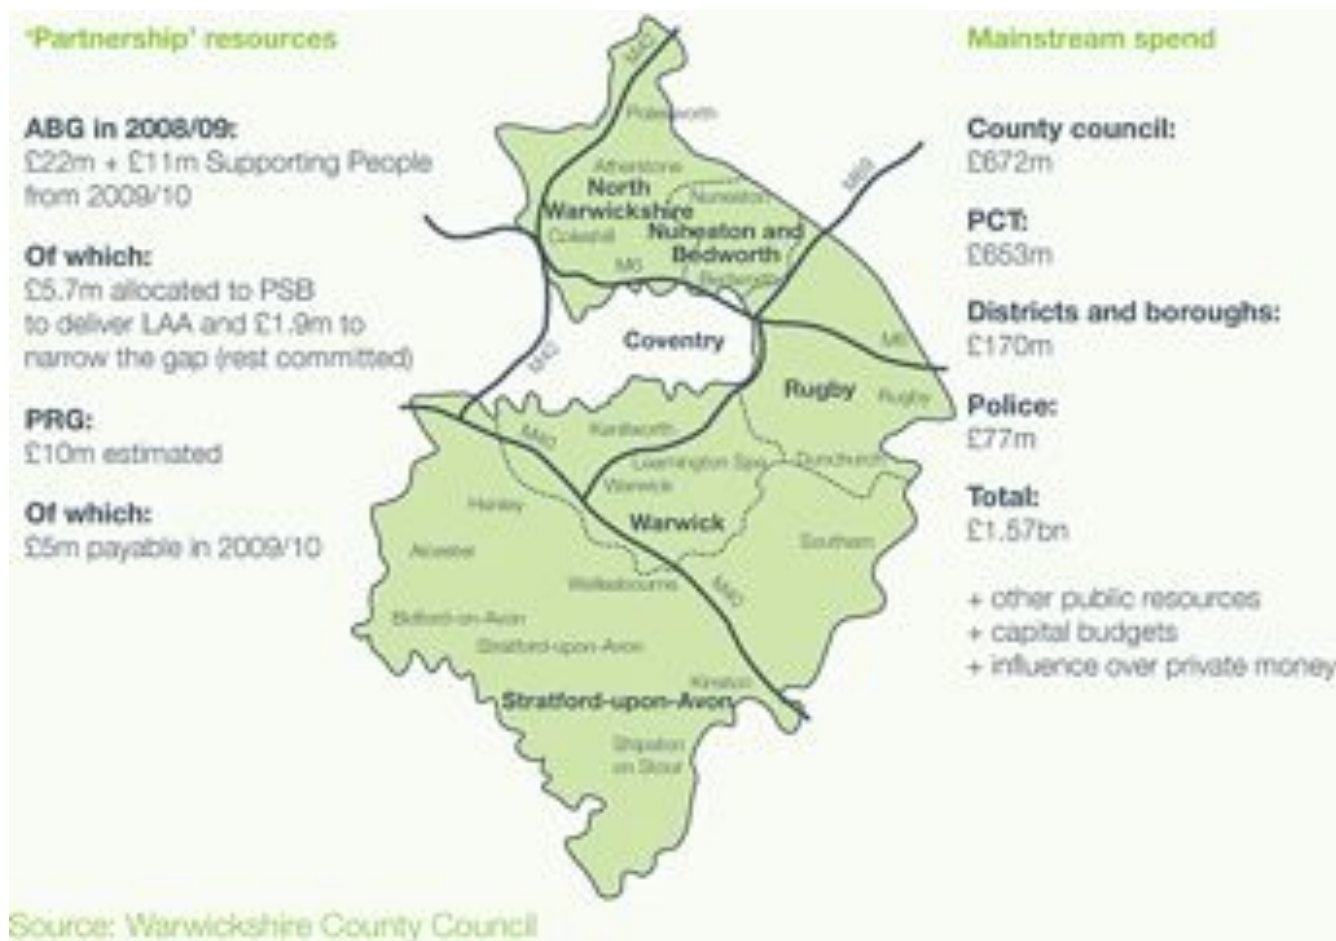 ‘Partnership’ resources
ABG in 2008/09:
£22m + £11m Supporting People
from 2009/10
Of which:
£5.7m allocated to PSB
to deliver LAA and £1.9m to
narrow the gap (rest committed)
PRG:
£10m estimated
Of which:
£5m payable in 2009/10
M42
Polesworth
Atherstone
North
Warwickshire
Nuneaton
Coleshill
Nuneaton and
Bedworth
Bedworth
M69
M6
Coventry
M42
M6
Rugby
Rugby
M40
Kenilworth
Leamington Spa
Dunchurch
Warwick
Henley
Warwick
Southam
Alcester
Wellesbourne
M40
Bidford-on-Avon
Stratford-upon-Avon
Kineton
Stratford-upon-Avon
Shipston
on Stour
Mainstream spend
County council:
£672m
PCT:
£653m
Districts and boroughs:
£170m
Police:
£77m
Total:
£1.57bn
+ other public resources
+ capital budgets
+ influence over private money
Source: Warwickshire County Council